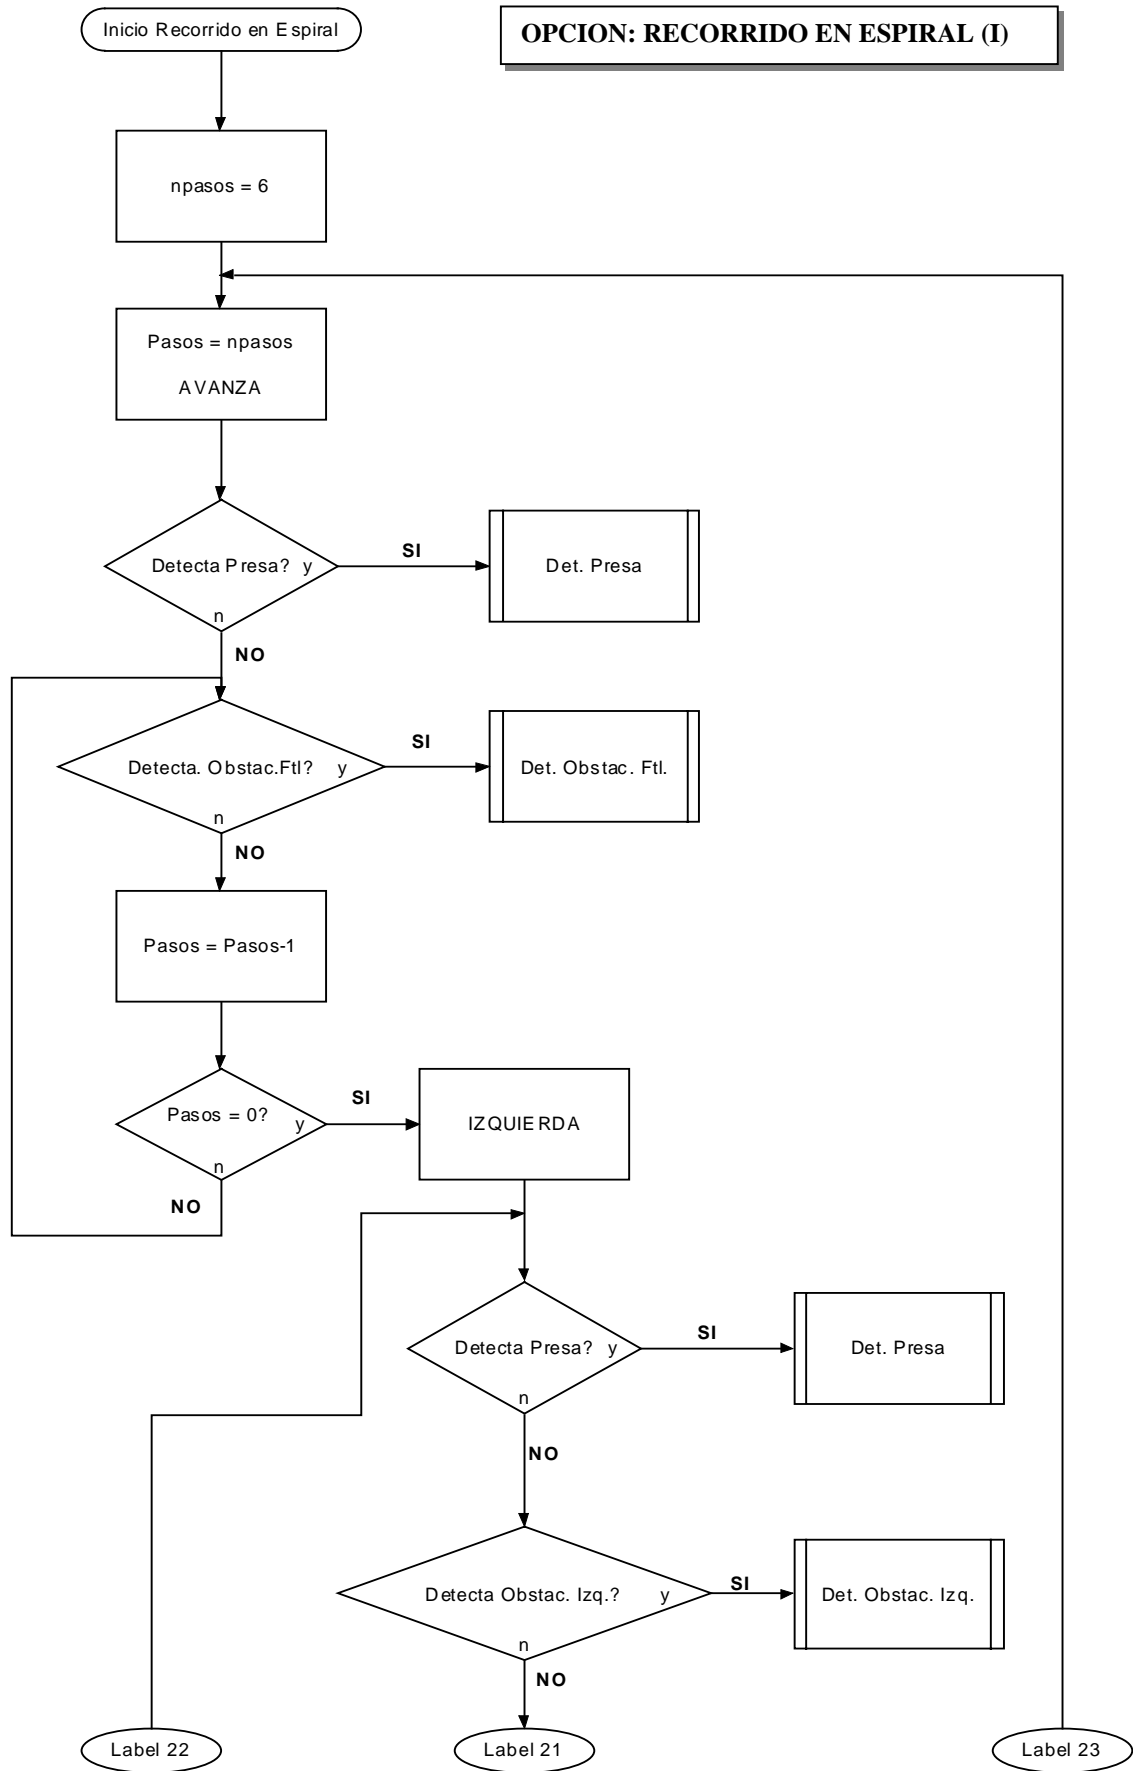 Inicio Recorrido en Espiral
OPCION: RECORRIDO EN ESPIRAL (I)
npasos = 6
Pasos = npasos
AVANZA
Detecta Presa? y
SI
Det. Presa
n
NO
Detecta. Obstac.Ftl? y
SI
Det. Obstac. Ftl.
n
NO
Pasos = Pasos-1
Pasos = 0?
y
SI
IZQUIERDA
n
NO
Detecta Presa? y
SI
Det. Presa
n
NO
Detecta Obstac. Izq.? y
SI
Det. Obstac. Izq.
n
NO
Label 22
Label 21
Label 23